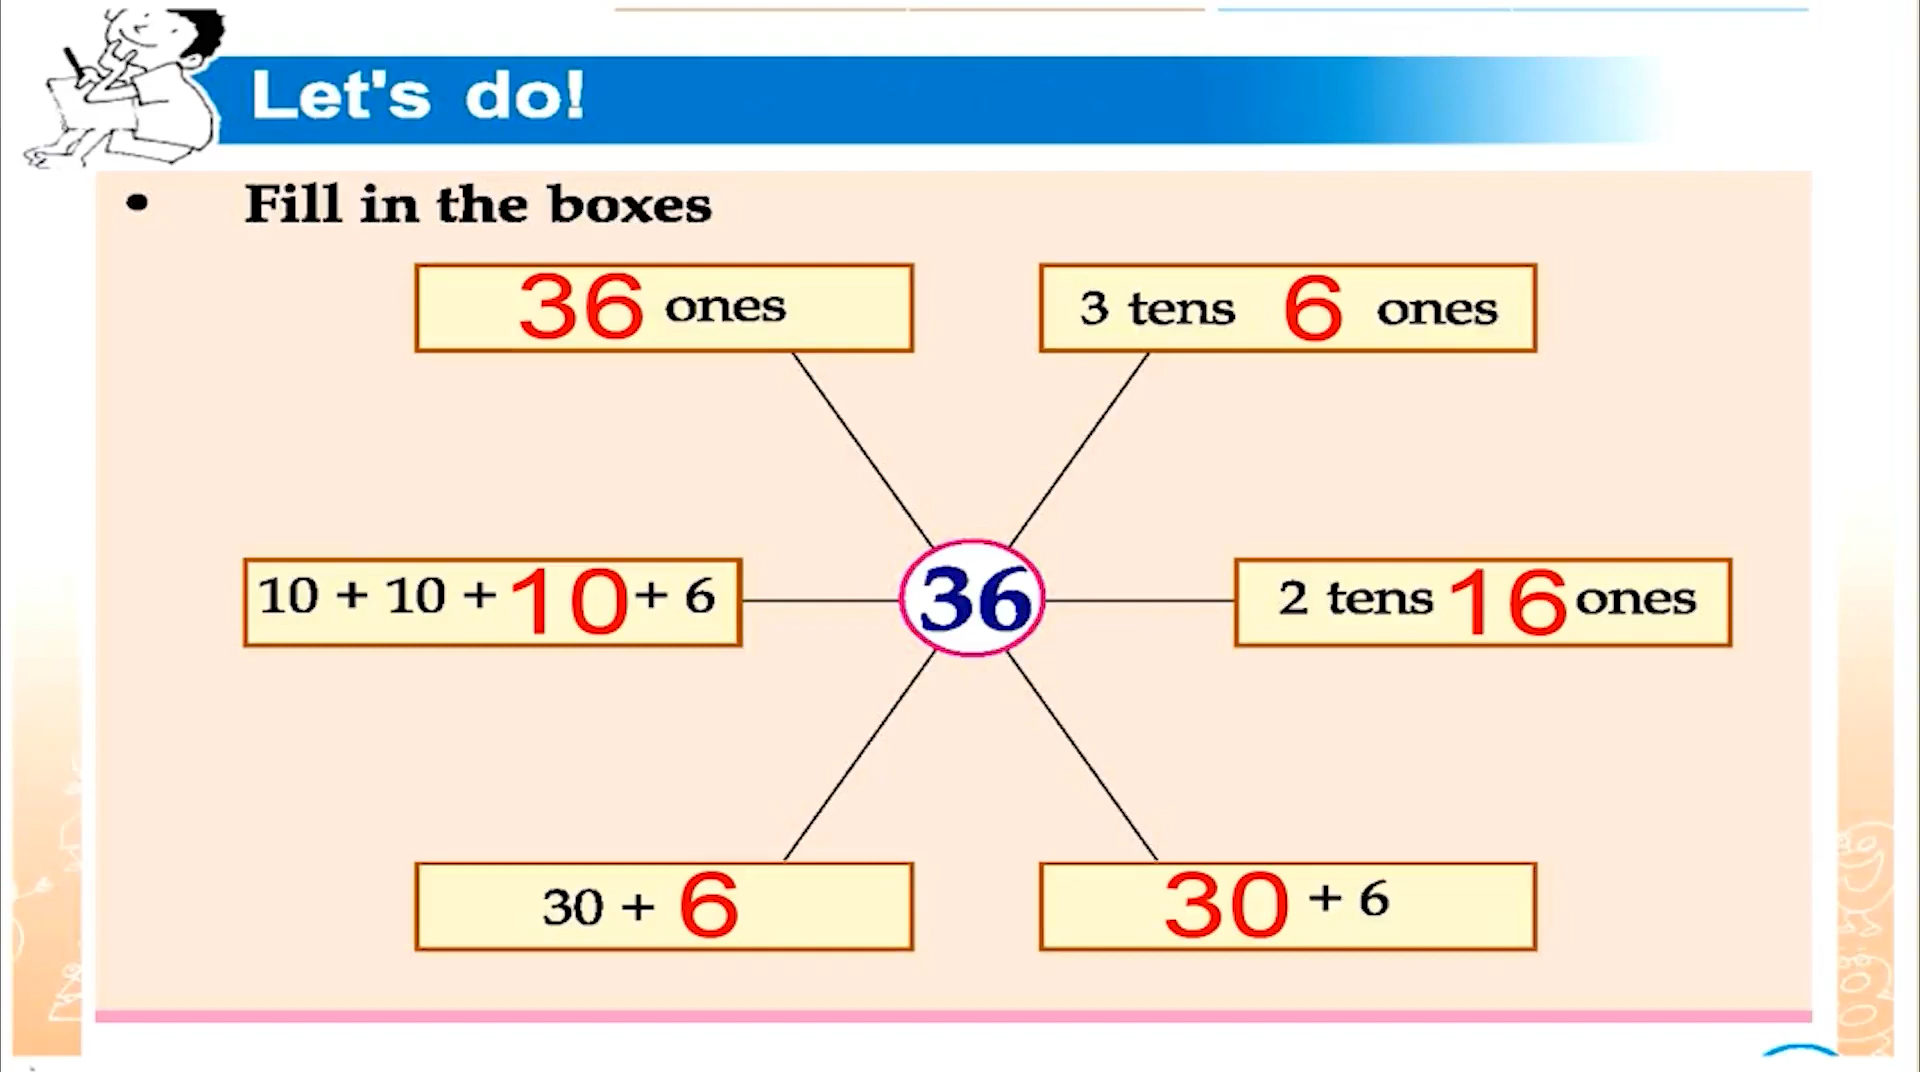 Let's do!
• Fill in the boxes
36 ones
3 tens 6 ones
10 + 10 + 10 + 6
36
2 tens 16 ones
30 + 6
30 + 6